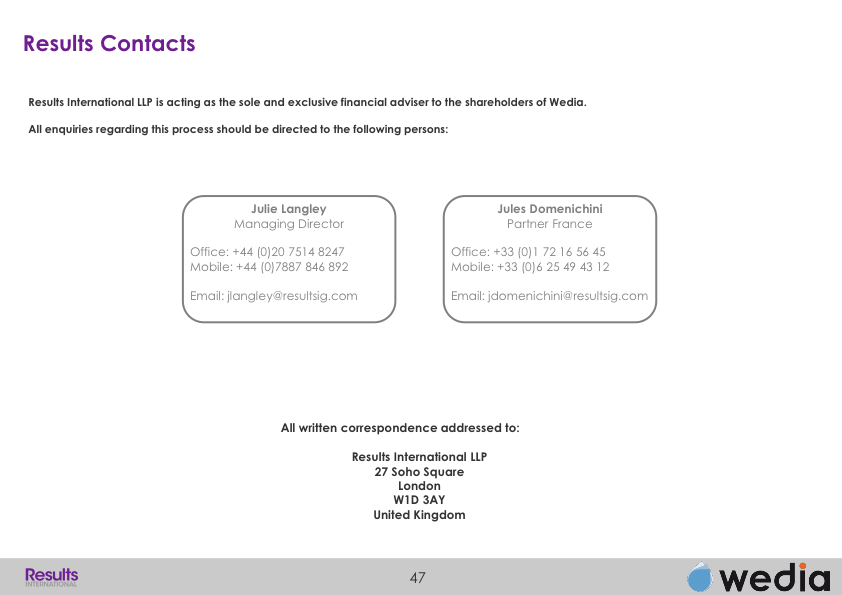 Results Contacts
Results International LLP is acting as the sole and exclusive financial adviser to the shareholders of Wedia.
All enquiries regarding this process should be directed to the following persons:
Julie Langley
Managing Director
Office: +44 (0)20 7514 8247
Mobile: +44 (0)7887 846 892
Email: jlangley@resultsig.com
Jules Domenichini
Partner France
Office: +33 (0)1 72 16 56 45
Mobile: +33 (0)6 25 49 43 12
Email: jdomenichini@resultsig.com
All written correspondence addressed to:
Results International LLP
27 Soho Square
London
W1D 3AY
United Kingdom
Results
INTERNATIONAL
47
wedia